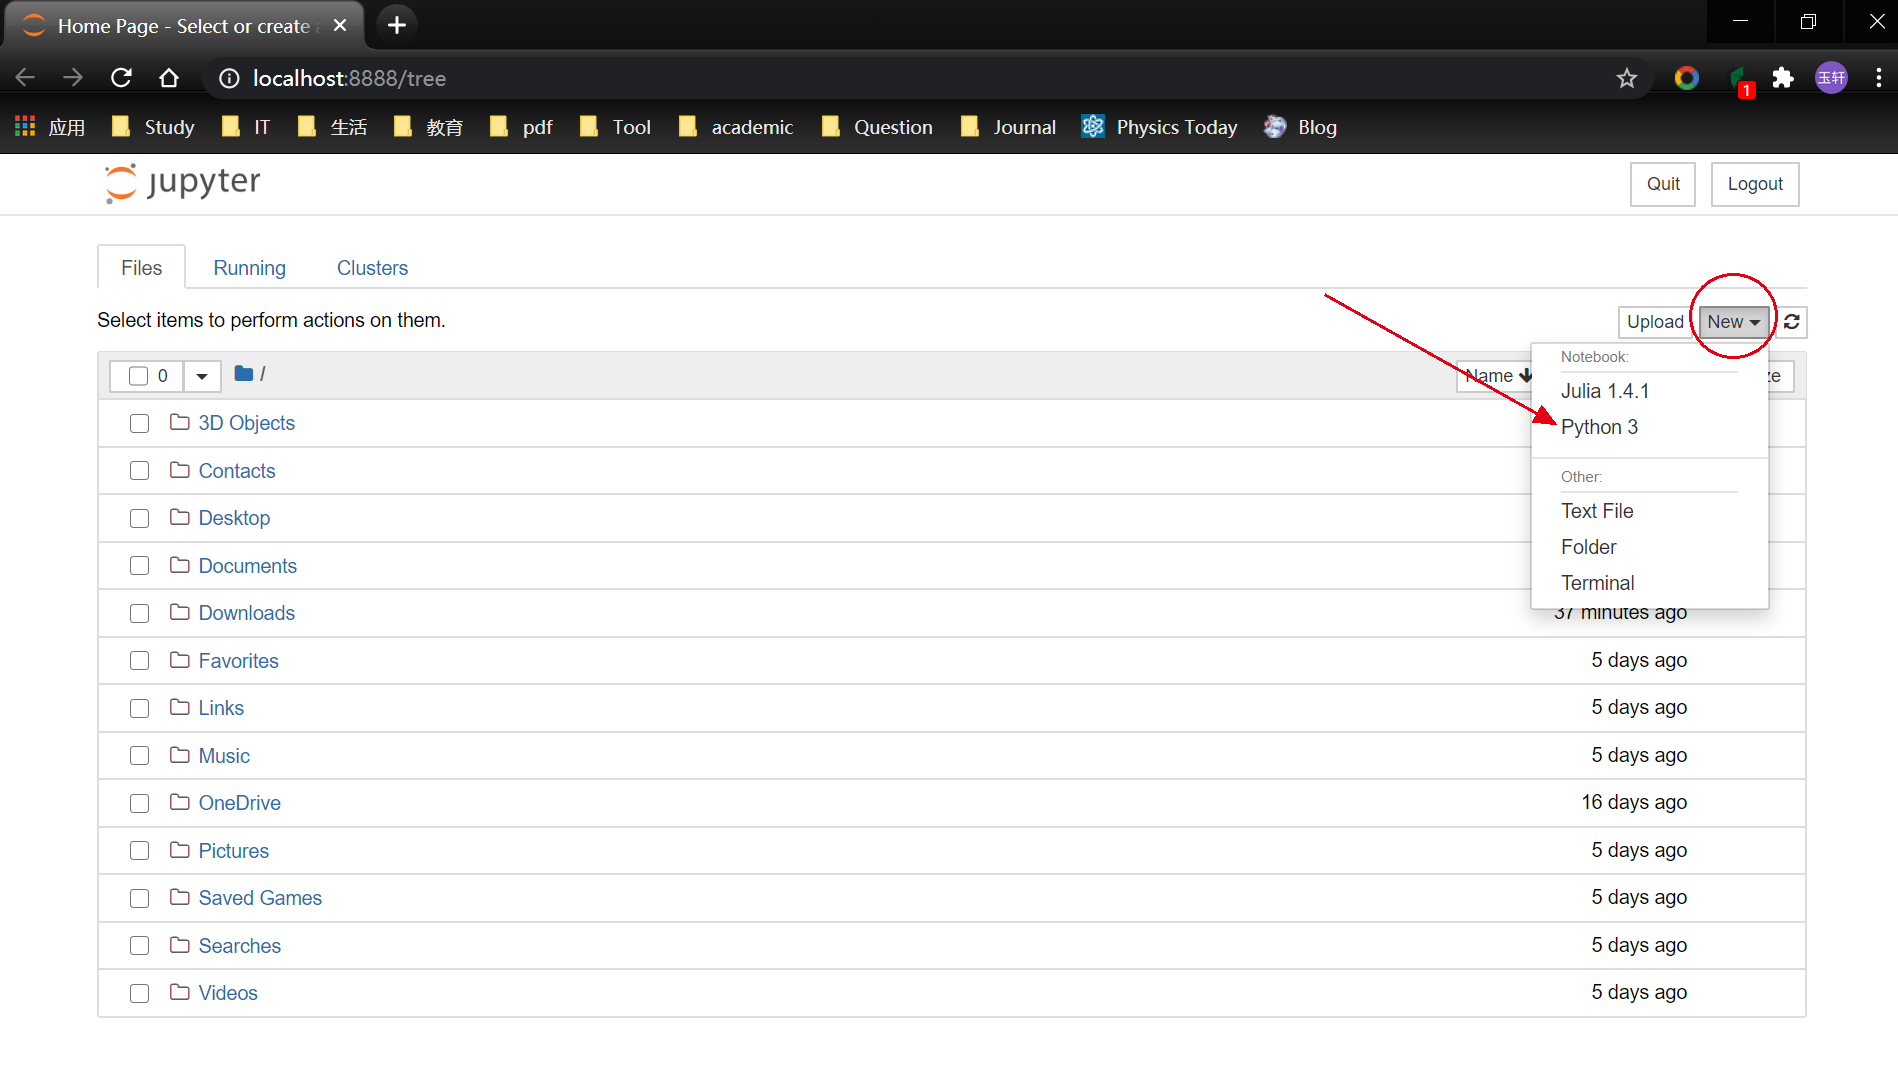 Home Page - Select or create
localhost:8888/tree
1
玉轩
应用 Study IT 生活 教育 pdf Tool academic Question Journal Physics Today Blog
jupyter
Quit Logout
Files Running Clusters
Select items to perform actions on them.
Upload New
0 / Name
Notebook:
Julia 1.4.1
Python 3
Other:
Text File
Folder
Terminal
3D Objects
Contacts
Desktop
Documents
Downloads 37 minutes ago
Favorites 5 days ago
Links 5 days ago
Music 5 days ago
OneDrive 16 days ago
Pictures 5 days ago
Saved Games 5 days ago
Searches 5 days ago
Videos 5 days ago